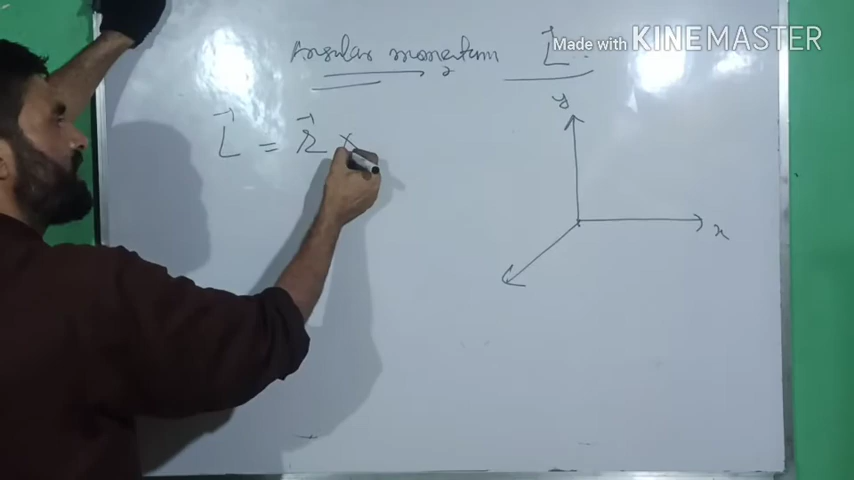 Angular momentum L⃗
Made with KINEMASTER
y
L⃗ = r⃗ ×
x